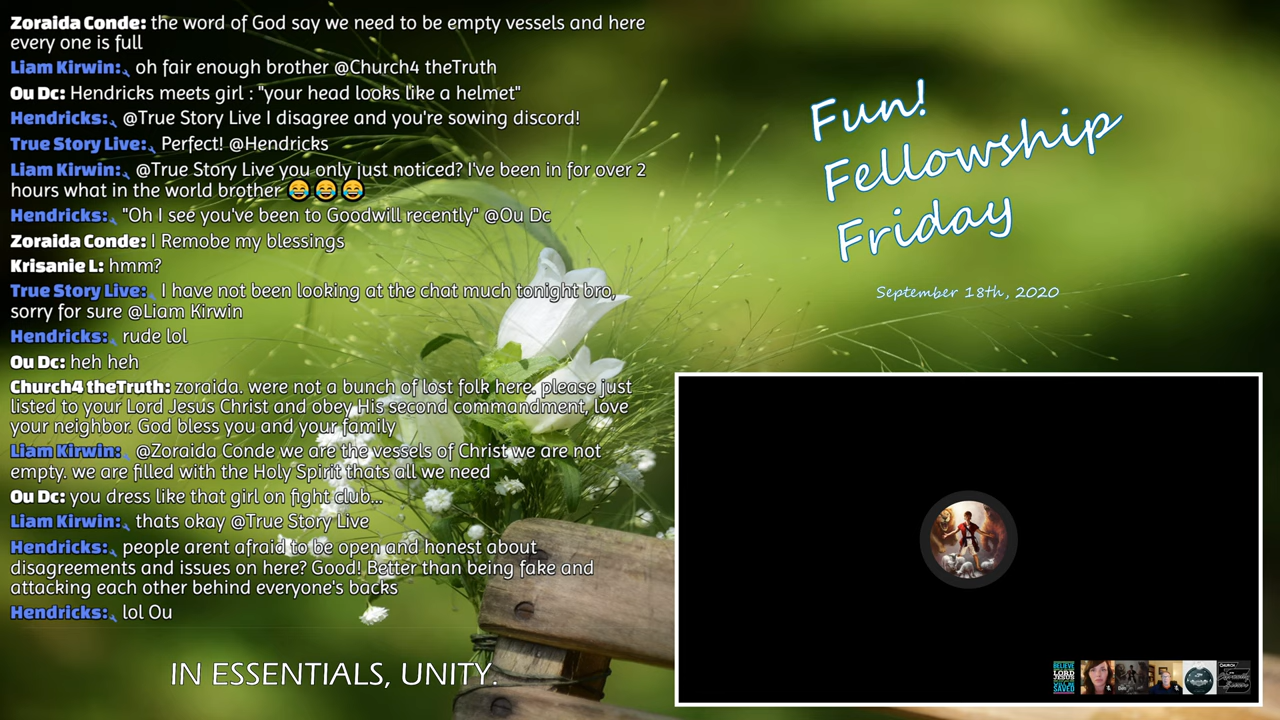 Zoraida Conde: the word of God say we need to be empty vessels and here
every one is full
Liam Kirwin: oh fair enough brother @Church4 theTruth
Ou Dc: Hendricks meets girl : "your head looks like a helmet"
Hendricks: @True Story Live I disagree and you're sowing discord!
True Story Live: Perfect! @Hendricks
Liam Kirwin: @True Story Live you only just noticed? I've been in for over 2
hours what in the world brother 😂😂😂
Hendricks: "Oh I see you've been to Goodwill recently" @Ou Dc
Zoraida Conde: I Remobe my blessings
Krisanie L: hmm?
True Story Live: I have not been looking at the chat much tonight bro,
sorry for sure @Liam Kirwin
Hendricks: rude lol
Ou Dc: heh heh
Church4 theTruth: zoraida. were not a bunch of lost folk here. please just
listed to your Lord Jesus Christ and obey His second commandment, love
your neighbor. God bless you and your family
Liam Kirwin: @Zoraida Conde we are the vessels of Christ we are not
empty. we are filled with the Holy Spirit thats all we need
Ou Dc: you dress like that girl on fight club...
Liam Kirwin: thats okay @True Story Live
Hendricks: people arent afraid to be open and honest about
disagreements and issues on here? Good! Better than being fake and
attacking each other behind everyone's backs
Hendricks: lol Ou
IN ESSENTIALS, UNITY.
Fun!
Fellowship
Friday
September 18th, 2020
BELIEVE
LORD
JESUS
SAVED
CHURCH